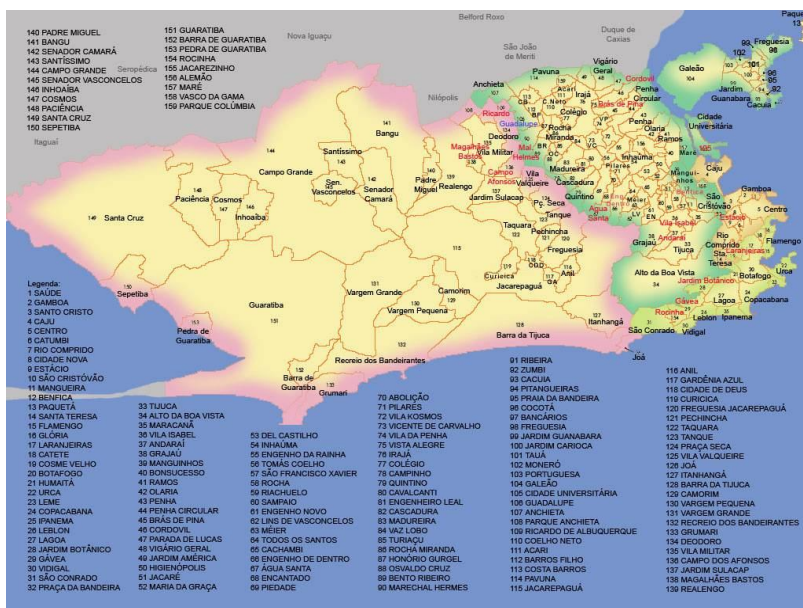 Belford Roxo
Nova Iguaçu
Duque de
Caxias
São João
de Meriti
Seropédica
Nilópolis
Itaguaí
140 PADRE MIGUEL
141 BANGU
142 SENADOR CAMARÁ
143 SANTÍSSIMO
144 CAMPO GRANDE
145 SENADOR VASCONCELOS
146 INHOAÍBA
147 COSMOS
148 PACIÊNCIA
149 SANTA CRUZ
150 SEPETIBA
151 GUARATIBA
152 BARRA DE GUARATIBA
153 PEDRA DE GUARATIBA
154 ROCINHA
155 JACAREZINHO
156 ALEMÃO
157 MARÉ
158 VASCO DA GAMA
159 PARQUE COLÚMBIA
Freguesia
Galeão
Jardim
Guanabara
Cacuia
Cidade
Universitária
Pavuna
Acari
Vigário
Geral
Cordovil
Penha
Circular
Anchieta
Ricardo
Guadalupe
C.Neto
Irajá
Colégio
Brás de Pina
Penha
Olaria
Ramos
Maré
Deodoro
Rocha
Miranda
Inhaúma
Pilares
Magalhães
Bastos
Vila Militar
Mal.
Helmes
Madureira
Cascadura
Campo
Afonsos
Vila
Valqueire
Quintino
Mangui-
nhos
Benfica
Caju
São
Cristóvão
Gamboa
Centro
Estácio
Água
Santa
Méier
Vila Isabel
Grajaú
Andaraí
Tijuca
Rio
Comprido
Sta.
Teresa
Laranjeiras
Flamengo
Urca
Botafogo
Copacabana
Alto da Boa Vista
Jardim Botânico
Lagoa
Gávea
Ipanema
Leblon
Rocinha
Vidigal
São Conrado
Joá
Itanhangá
Bangu
Santíssimo
Campo Grande
Sen.
Vasconcelos
Senador
Camará
Padre
Miguel
Realengo
Jardim Sulacap
Pç. Seca
Tanque
Taquara
Pechincha
Freguesia
Curicica
CDD
GA
Anil
Jacarepaguá
Paciência
Cosmos
Inhoaíba
Santa Cruz
Sepetiba
Guaratiba
Pedra de
Guaratiba
Vargem Grande
Camorim
Vargem Pequena
Barra da Tijuca
Recreio dos Bandeirantes
Barra de
Guaratiba
Grumari
Legenda:
1 SAÚDE
2 GAMBOA
3 SANTO CRISTO
4 CAJU
5 CENTRO
6 CATUMBI
7 RIO COMPRIDO
8 CIDADE NOVA
9 ESTÁCIO
10 SÃO CRISTÓVÃO
11 MANGUEIRA
12 BENFICA
13 PAQUETÁ
14 SANTA TERESA
15 FLAMENGO
16 GLÓRIA
17 LARANJEIRAS
18 CATETE
19 COSME VELHO
20 BOTAFOGO
21 HUMAITÁ
22 URCA
23 LEME
24 COPACABANA
25 IPANEMA
26 LEBLON
27 LAGOA
28 JARDIM BOTÂNICO
29 GÁVEA
30 VIDIGAL
31 SÃO CONRADO
32 PRAÇA DA BANDEIRA
33 TIJUCA
34 ALTO DA BOA VISTA
35 MARACANÃ
36 VILA ISABEL
37 ANDARAÍ
38 GRAJAÚ
39 MANGUINHOS
40 BONSUCESSO
41 RAMOS
42 OLARIA
43 PENHA
44 PENHA CIRCULAR
45 BRÁS DE PINA
46 CORDOVIL
47 PARADA DE LUCAS
48 VIGÁRIO GERAL
49 JARDIM AMÉRICA
50 HIGIENÓPOLIS
51 JACARÉ
52 MARIA DA GRAÇA
53 DEL CASTILHO
54 INHAÚMA
55 ENGENHO DA RAINHA
56 TOMÁS COELHO
57 SÃO FRANCISCO XAVIER
58 ROCHA
59 RIACHUELO
60 SAMPAIO
61 ENGENHO NOVO
62 LINS DE VASCONCELOS
63 MÉIER
64 TODOS OS SANTOS
65 CACHAMBI
66 ENGENHO DE DENTRO
67 ÁGUA SANTA
68 ENCANTADO
69 PIEDADE
70 ABOLIÇÃO
71 PILARES
72 VILA KOSMOS
73 VICENTE DE CARVALHO
74 VILA DA PENHA
75 VISTA ALEGRE
76 IRAJÁ
77 COLÉGIO
78 CAMPINHO
79 QUINTINO
80 CAVALCANTI
81 ENGENHEIRO LEAL
82 CASCADURA
83 MADUREIRA
84 VAZ LOBO
85 TURIAÇU
86 ROCHA MIRANDA
87 HONÓRIO GURGEL
88 OSVALDO CRUZ
89 BENTO RIBEIRO
90 MARECHAL HERMES
91 RIBEIRA
92 ZUMBI
93 CACUIA
94 PITANGUEIRAS
95 PRAIA DA BANDEIRA
96 COCOTÁ
97 BANCÁRIOS
98 FREGUESIA
99 JARDIM GUANABARA
100 JARDIM CARIOCA
101 TAUÁ
102 MONERÓ
103 PORTUGUESA
104 GALEÃO
105 CIDADE UNIVERSITÁRIA
106 GUADALUPE
107 ANCHIETA
108 PARQUE ANCHIETA
109 RICARDO DE ALBUQUERQUE
110 COELHO NETO
111 ACARI
112 BARROS FILHO
113 COSTA BARROS
114 PAVUNA
115 JACAREPAGUÁ
116 ANIL
117 GARDÊNIA AZUL
118 CIDADE DE DEUS
119 CURICICA
120 FREGUESIA JACAREPAGUÁ
121 PECHINCHA
122 TAQUARA
123 TANQUE
124 PRAÇA SECA
125 VILA VALQUEIRE
126 JOÁ
127 ITANHANGÁ
128 BARRA DA TIJUCA
129 CAMORIM
130 VARGEM PEQUENA
131 VARGEM GRANDE
132 RECREIO DOS BANDEIRANTES
133 GRUMARI
134 DEODORO
135 VILA MILITAR
136 CAMPO DOS AFONSOS
137 JARDIM SULACAP
138 MAGALHÃES BASTOS
139 REALENGO